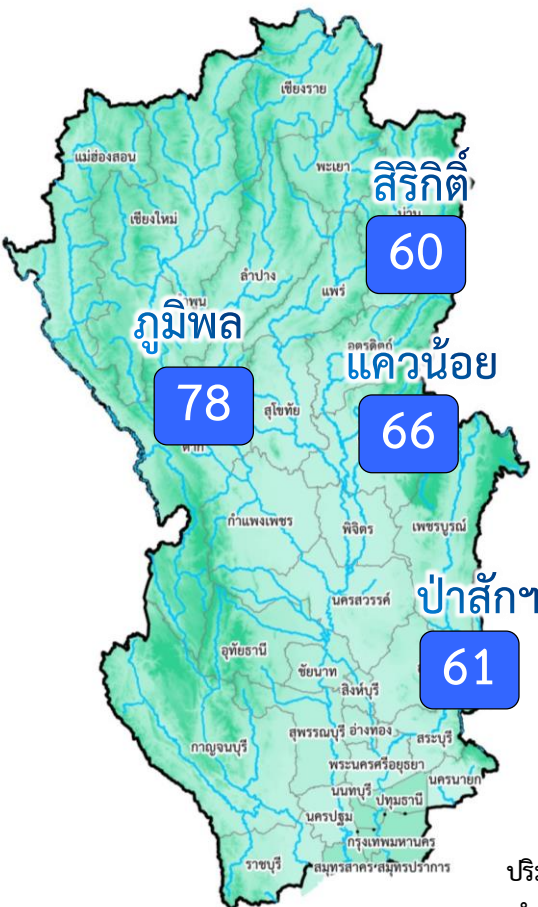 เชียงราย
แม่ฮ่องสอน
พะเยา
สิริกิติ์
น่าน
เชียงใหม่
60
ลำปาง
แพร่
ภูมิพล
อุตรดิตถ์
แควน้อย
78
สุโขทัย
66
ตาก
กำแพงเพชร
พิจิตร
เพชรบูรณ์
นครสวรรค์
ป่าสักฯ
อุทัยธานี
61
ชัยนาท
สิงห์บุรี
สุพรรณบุรี อ่างทอง
สระบุรี
กาญจนบุรี
พระนครศรีอยุธยา
นครนายก
นนทบุรี
ปทุมธานี
นครปฐม
กรุงเทพมหานคร
ราชบุรี
สมุทรสาคร สมุทรปราการ